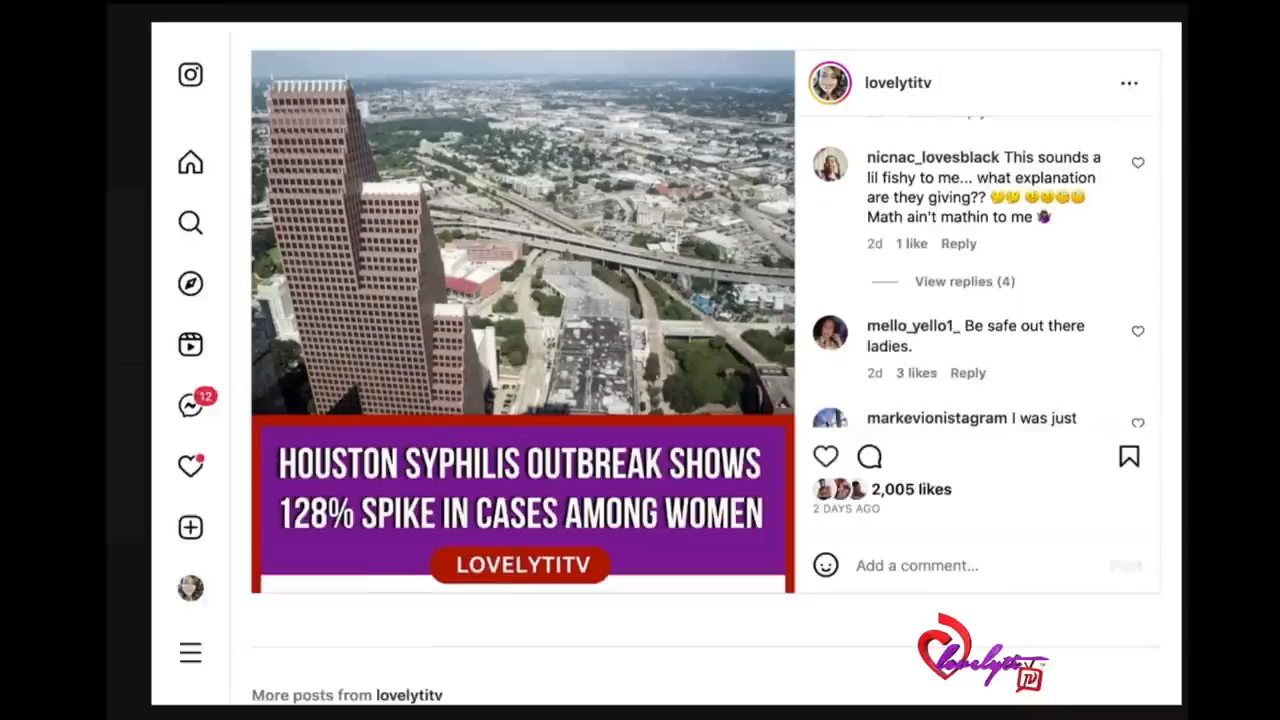 lovelytitv
nicnac_lovesblack This sounds a
lil fishy to me... what explanation
are they giving?? 🤔🤔 🤨🤨🤨🤨
Math ain't mathin to me 🤷🏿‍♀️
2d 1 like Reply
View replies (4)
mello_yello1_ Be safe out there
ladies.
2d 3 likes Reply
markevionistagram I was just
12
2,005 likes
2 DAYS AGO
Add a comment...
Post
HOUSTON SYPHILIS OUTBREAK SHOWS
128% SPIKE IN CASES AMONG WOMEN
LOVELYTITV
lovelyti TV
More posts from lovelytitv